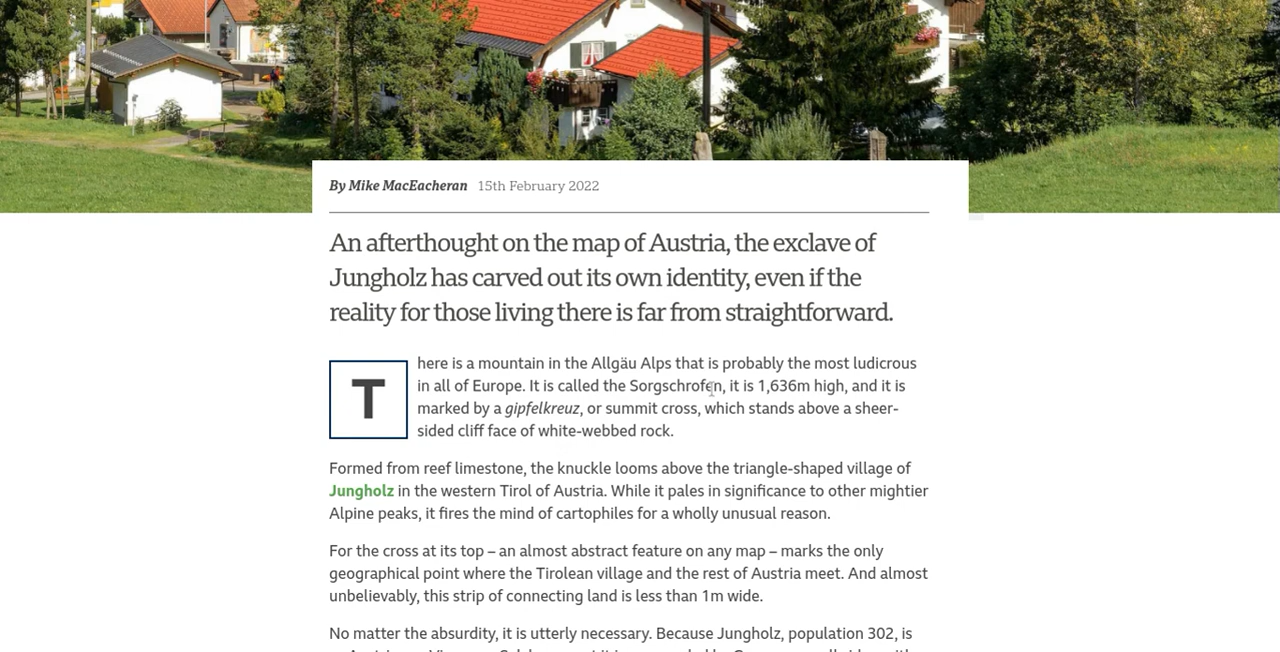 By Mike MacEacheran 15th February 2022
An afterthought on the map of Austria, the exclave of
Jungholz has carved out its own identity, even if the
reality for those living there is far from straightforward.
There is a mountain in the Allgäu Alps that is probably the most ludicrous
in all of Europe. It is called the Sorgschrofen, it is 1,636m high, and it is
marked by a gipfelkreuz, or summit cross, which stands above a sheer-
sided cliff face of white-webbed rock.
Formed from reef limestone, the knuckle looms above the triangle-shaped village of
Jungholz in the western Tirol of Austria. While it pales in significance to other mightier
Alpine peaks, it fires the mind of cartophiles for a wholly unusual reason.
For the cross at its top – an almost abstract feature on any map – marks the only
geographical point where the Tirolean village and the rest of Austria meet. And almost
unbelievably, this strip of connecting land is less than 1m wide.
No matter the absurdity, it is utterly necessary. Because Jungholz, population 302, is